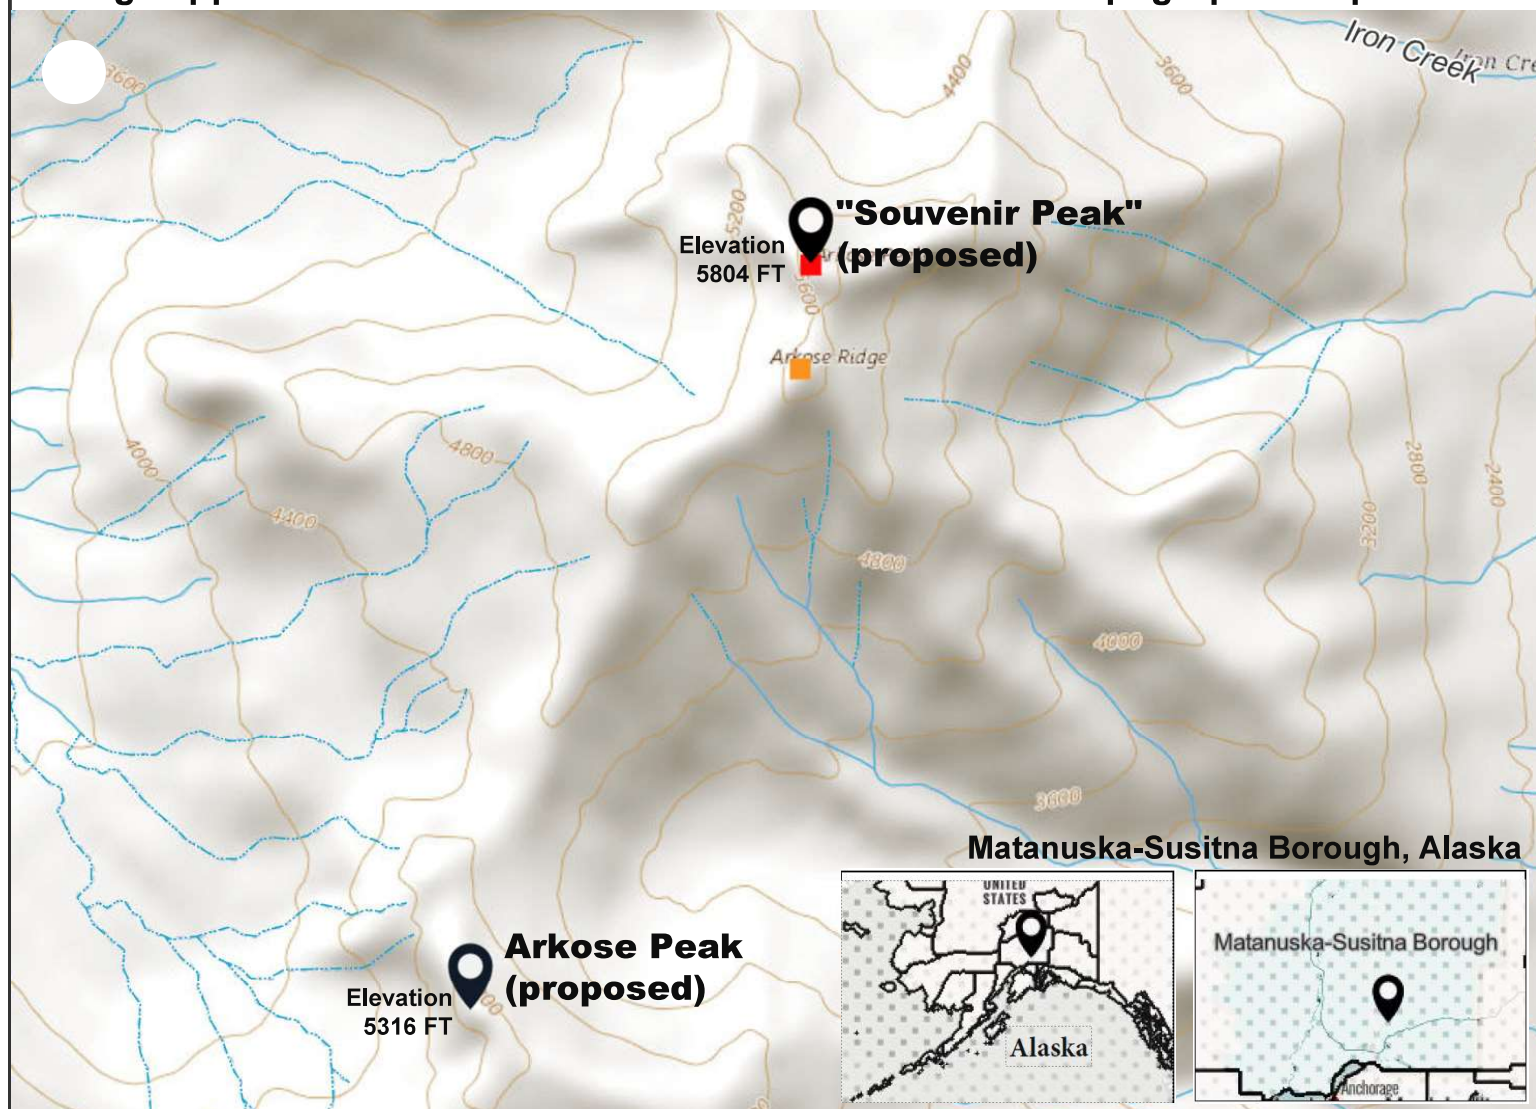 3600
4400
3600
Iron Creek
5200
"Souvenir Peak"
(proposed)
Elevation
5804 FT
Arkose Ridge
4000
4800
4400
4800
2800
2400
3200
4000
3600
Matanuska-Susitna Borough, Alaska
UNITED
STATES
Alaska
Matanuska-Susitna Borough
Anchorage
Arkose Peak
(proposed)
Elevation
5316 FT